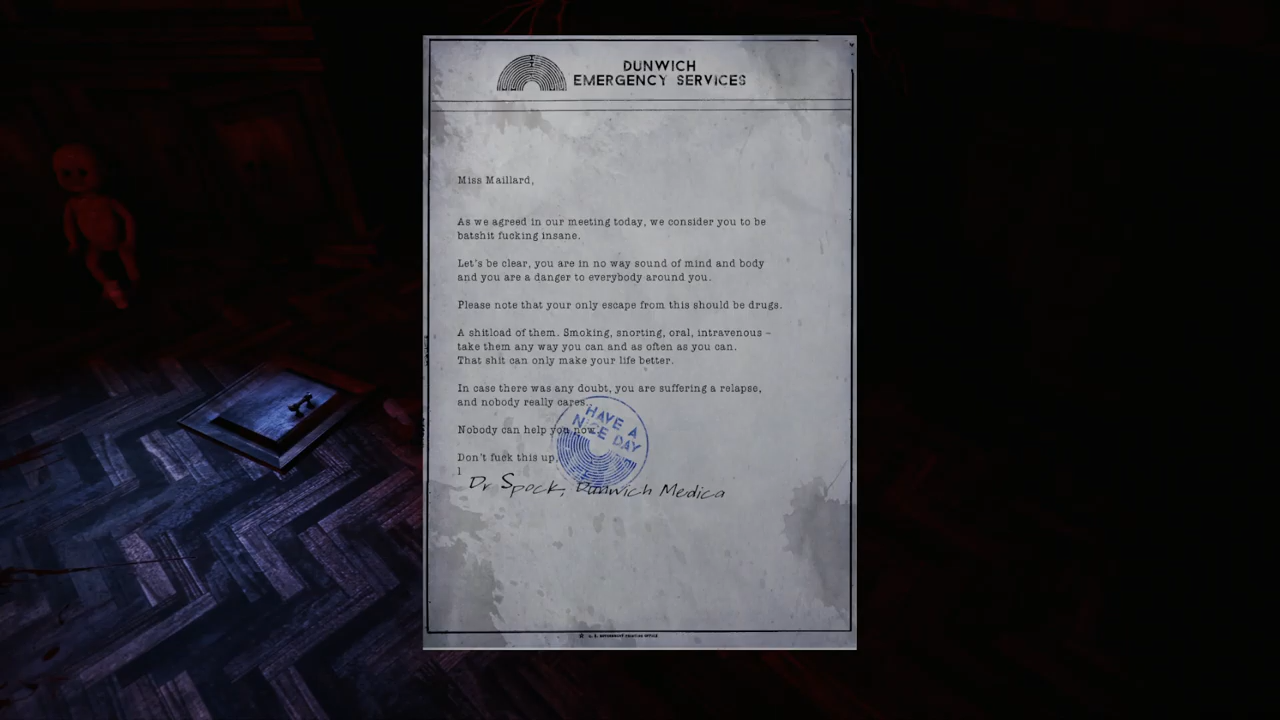 DUNWICH
EMERGENCY SERVICES
Miss Maillard,
As we agreed in our meeting today, we consider you to be
batshit fucking insane.
Let's be clear, you are in no way sound of mind and body
and you are a danger to everybody around you.
Please note that your only escape from this should be drugs.
A shitload of them. Smoking, snorting, oral, intravenous –
take them any way you can and as often as you can.
That shit can only make your life better.
In case there was any doubt, you are suffering a relapse,
and nobody really cares.
Nobody can help you now.
HAVE A
NICE DAY
Don't fuck this up,
1
Dr Spock, Dunwich Medica
U. S. GOVERNMENT PRINTING OFFICE